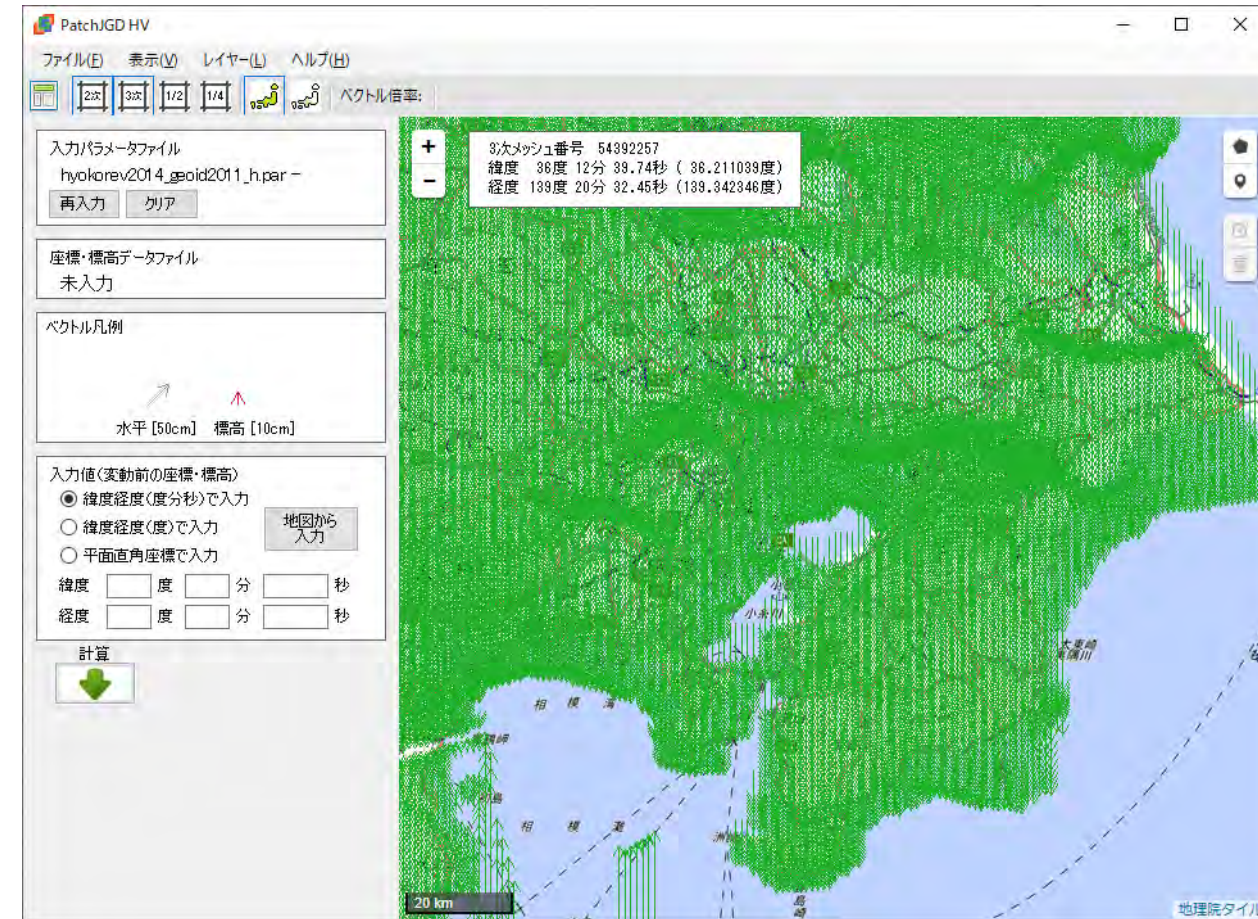 PatchJGD HV
ファイル(F) 表示(V) レイヤー(L) ヘルプ(H)
2次 3次 1/2 1/4 ベクトル倍率:
入力パラメータファイル
hyokorev2014_geoid2011_h.par -
再入力 クリア
座標・標高データファイル
未入力
ベクトル凡例
水平 [50cm] 標高 [10cm]
入力値(変動前の座標・標高)
緯度経度(度分秒)で入力
緯度経度(度)で入力
平面直角座標で入力
地図から
入力
緯度 度 分 秒
経度 度 分 秒
計算
+
-
3次メッシュ番号 54392257
緯度 36度 12分 39.74秒 ( 36.211039度)
経度 139度 20分 32.45秒 (139.342346度)
小糸川
相 模 湾
相 模 灘
20 km
地理院タイル